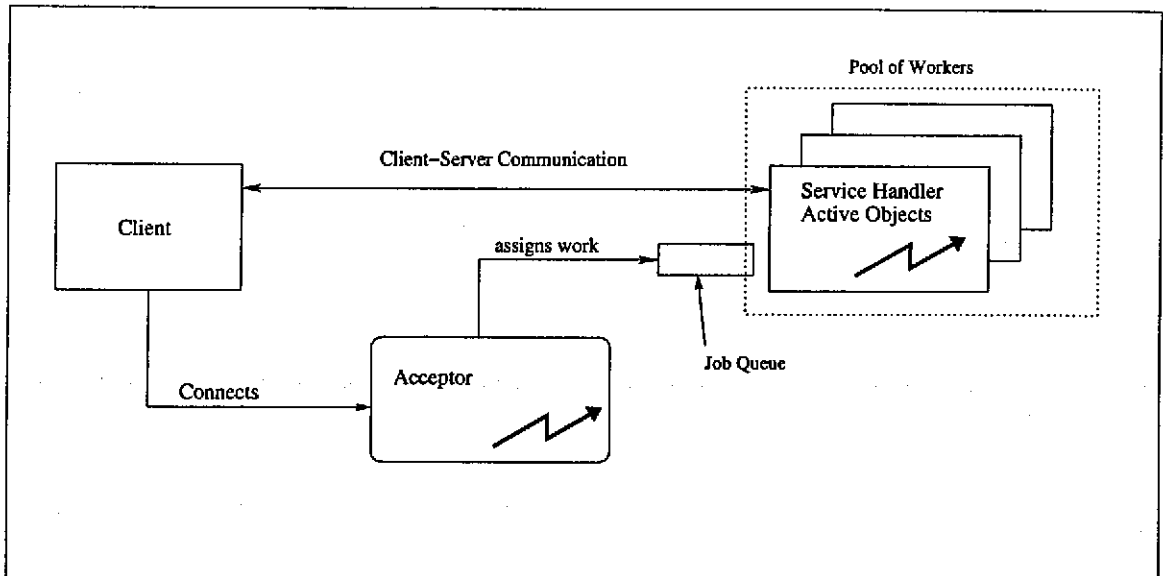 Pool of Workers
Client–Server Communication
Service Handler
Active Objects
Client
assigns work
Job Queue
Acceptor
Connects